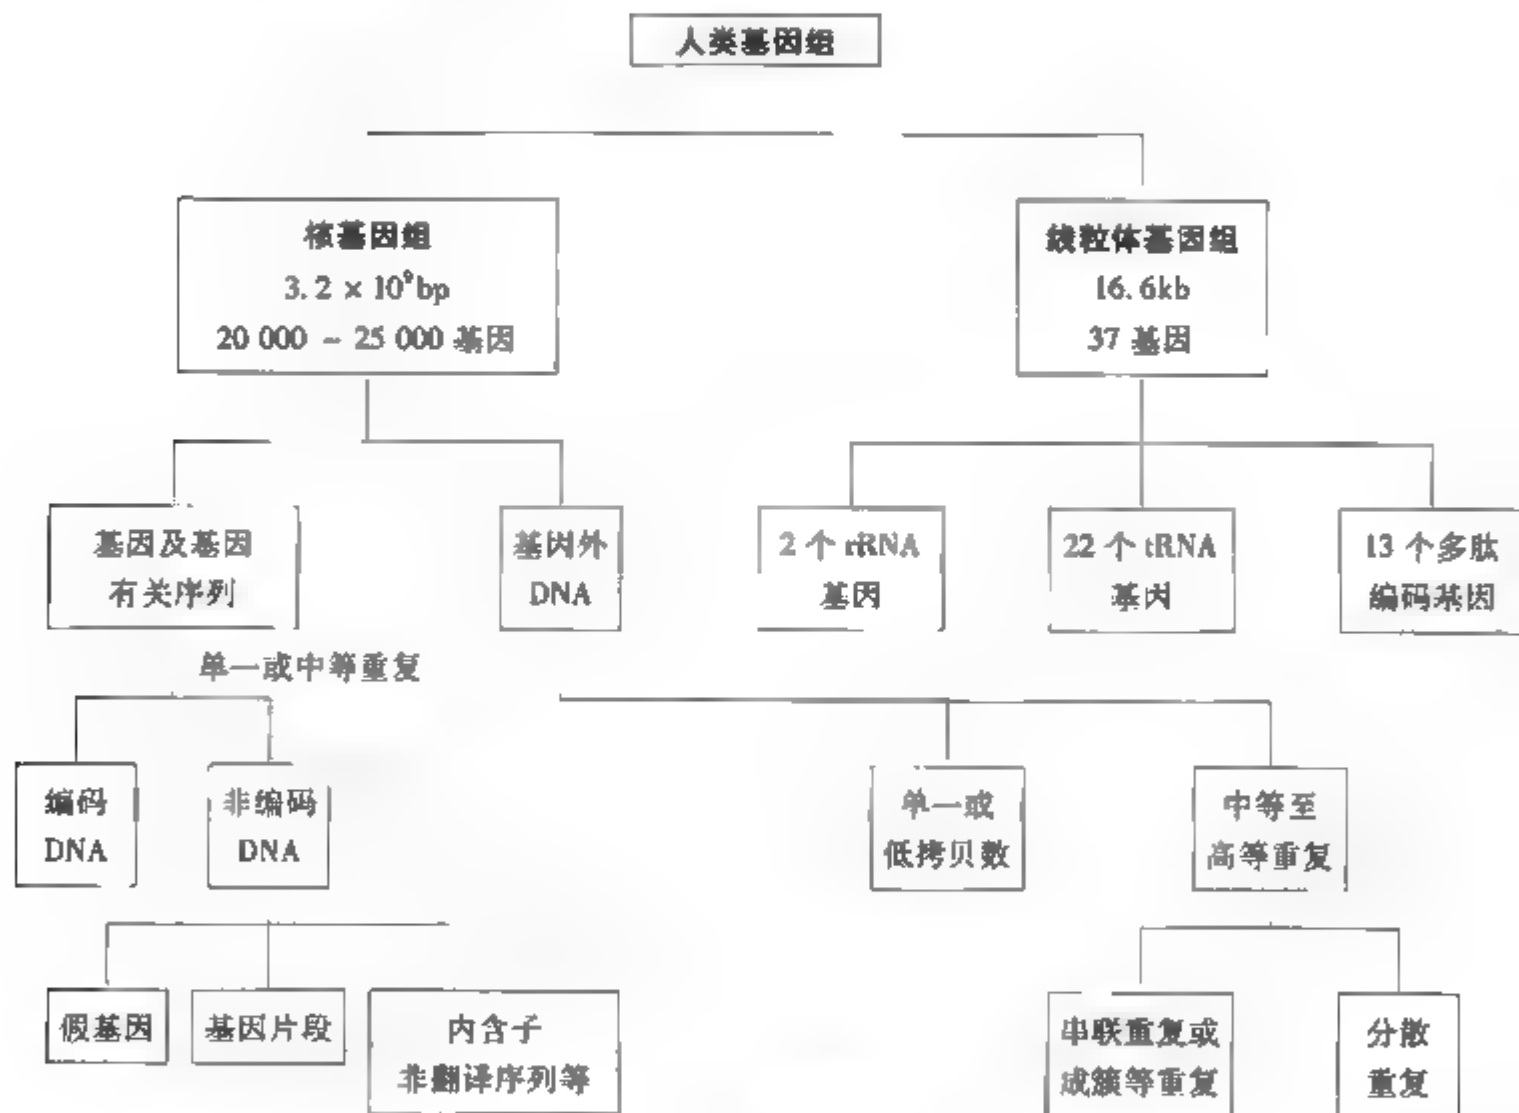 人类基因组
核基因组
3.2 × 10⁹bp
20 000 ~ 25 000 基因
线粒体基因组
16.6kb
37 基因
基因及基因
有关序列
基因外
DNA
2 个 rRNA
基因
22 个 tRNA
基因
13 个多肽
编码基因
单一或中等重复
编码
DNA
非编码
DNA
单一或
低拷贝数
中等至
高等重复
假基因
基因片段
内含子
非翻译序列等
串联重复或
成簇等重复
分散
重复